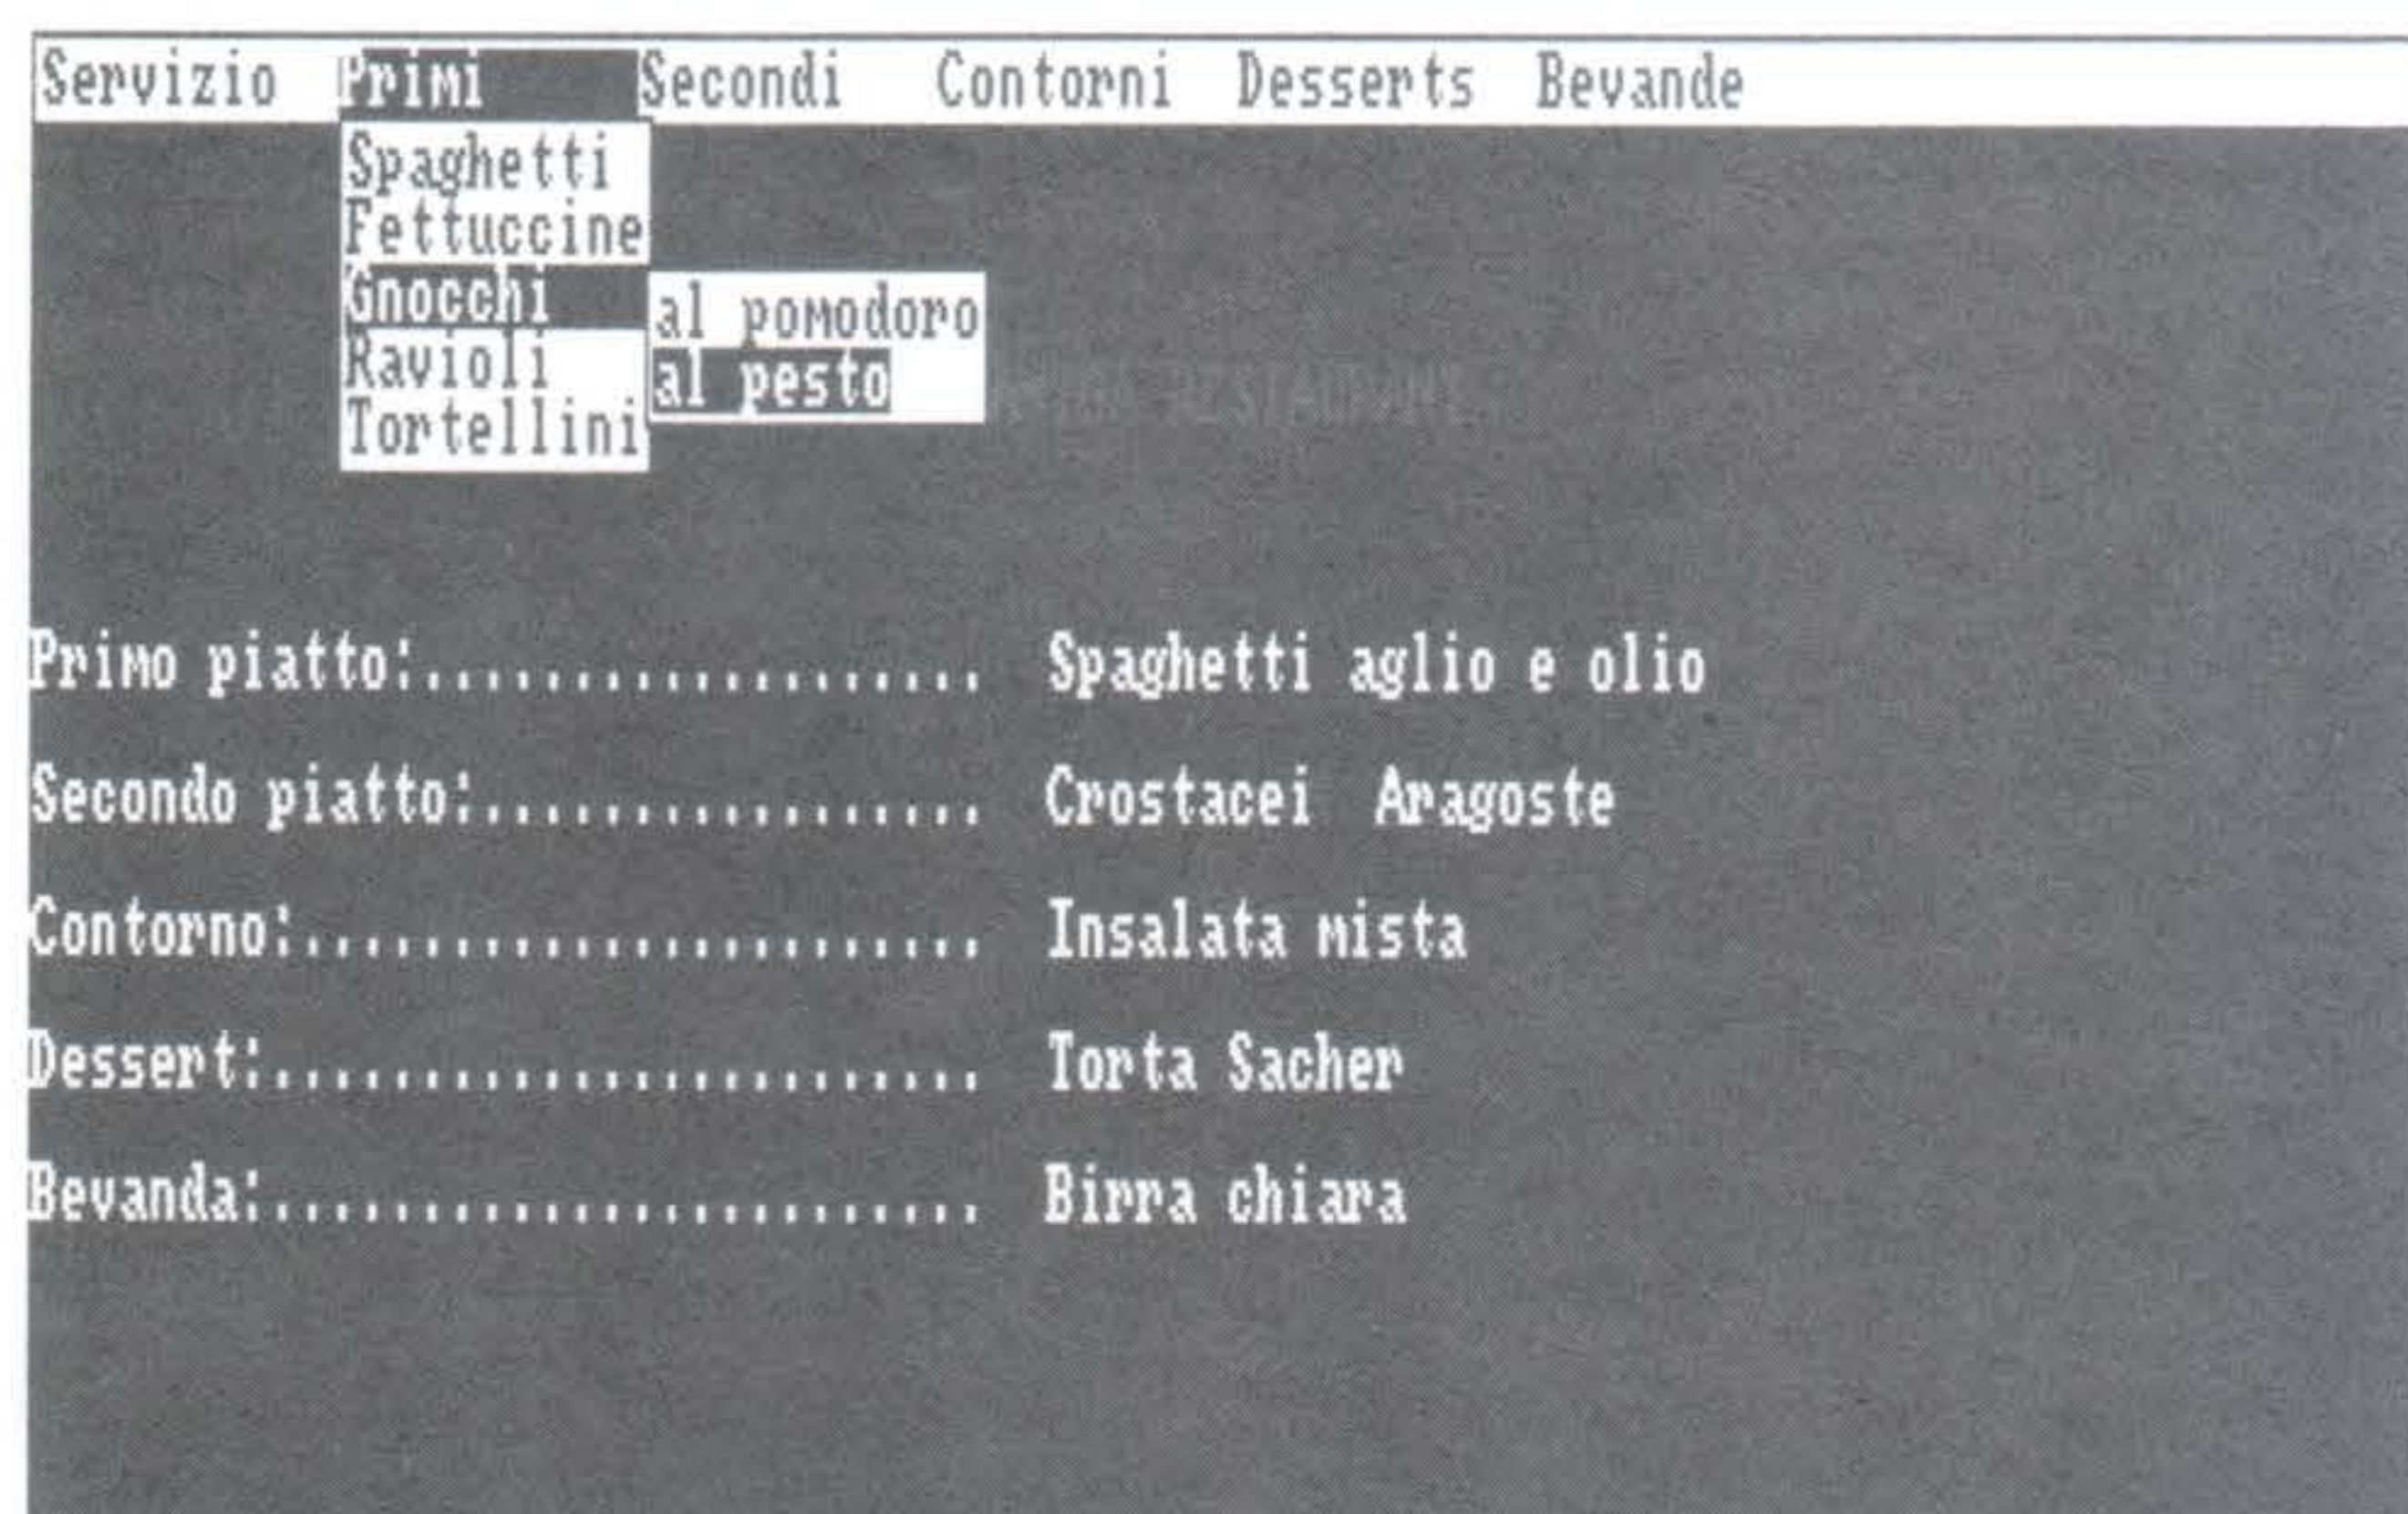 Servizio Primi Secondi Contorni Desserts Bevande
Spaghetti
Fettuccine
Gnocchi
al pomodoro
Ravioli
al pesto
Tortellini
Primo piatto:................... Spaghetti aglio e olio
Secondo piatto:................. Crostacei Aragoste
Contorno:....................... Insalata mista
Dessert:........................ Torta Sacher
Bevanda:........................ Birra chiara